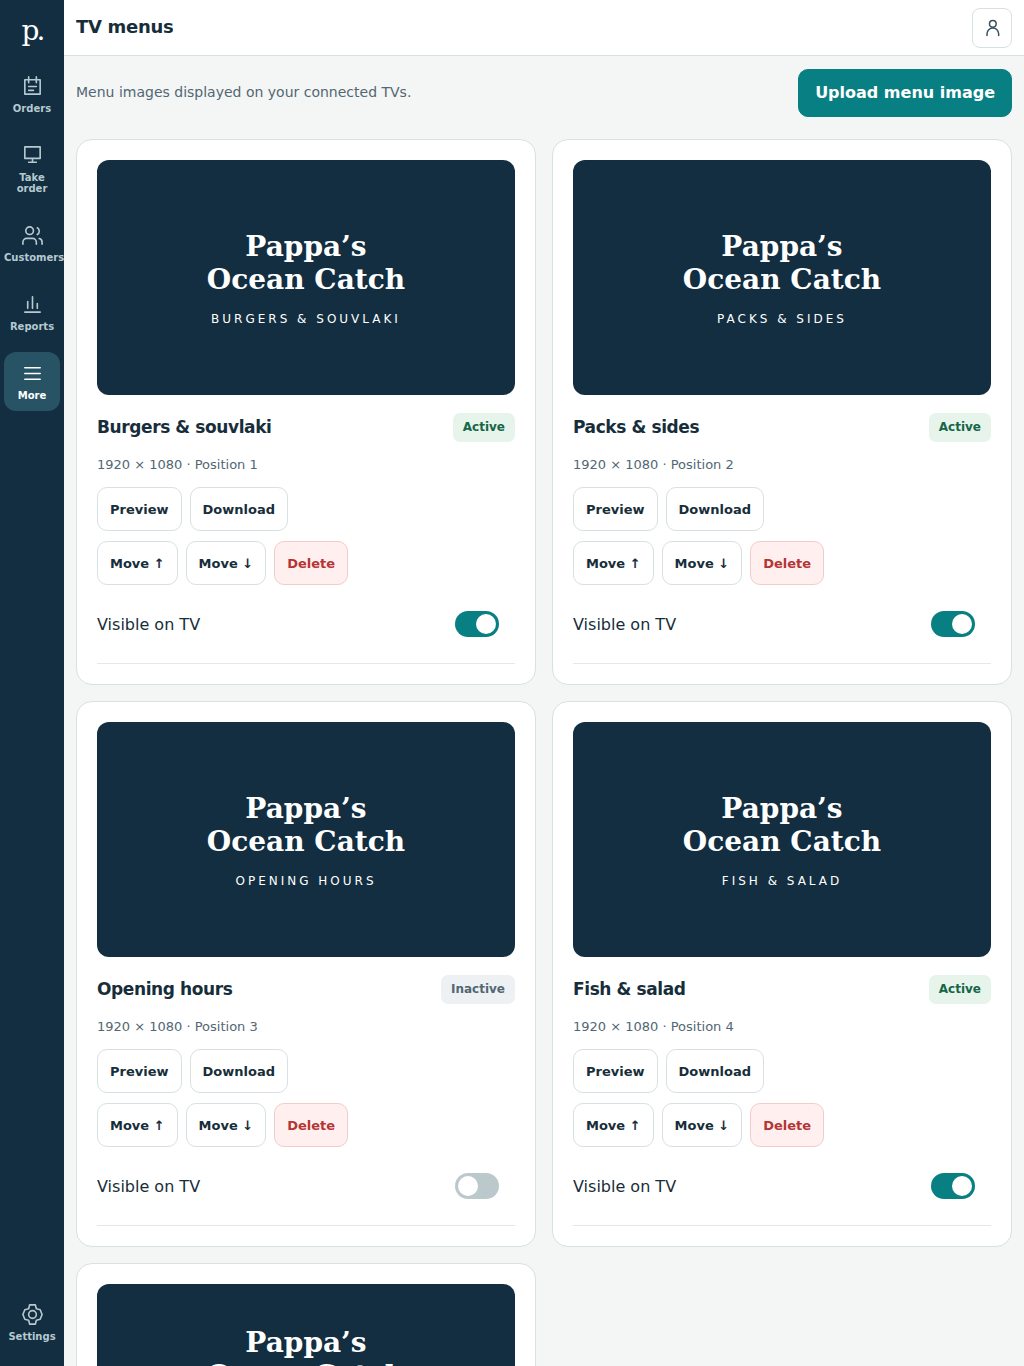 p.
TV menus
Orders
Take
order
Customers
Reports
More
Settings
Menu images displayed on your connected TVs.
Upload menu image
Pappa’s
Ocean Catch
BURGERS & SOUVLAKI
Burgers & souvlaki
Active
1920 × 1080 · Position 1
Preview
Download
Move ↑
Move ↓
Delete
Visible on TV
Pappa’s
Ocean Catch
PACKS & SIDES
Packs & sides
Active
1920 × 1080 · Position 2
Preview
Download
Move ↑
Move ↓
Delete
Visible on TV
Pappa’s
Ocean Catch
OPENING HOURS
Opening hours
Inactive
1920 × 1080 · Position 3
Preview
Download
Move ↑
Move ↓
Delete
Visible on TV
Pappa’s
Ocean Catch
FISH & SALAD
Fish & salad
Active
1920 × 1080 · Position 4
Preview
Download
Move ↑
Move ↓
Delete
Visible on TV
Pappa’s